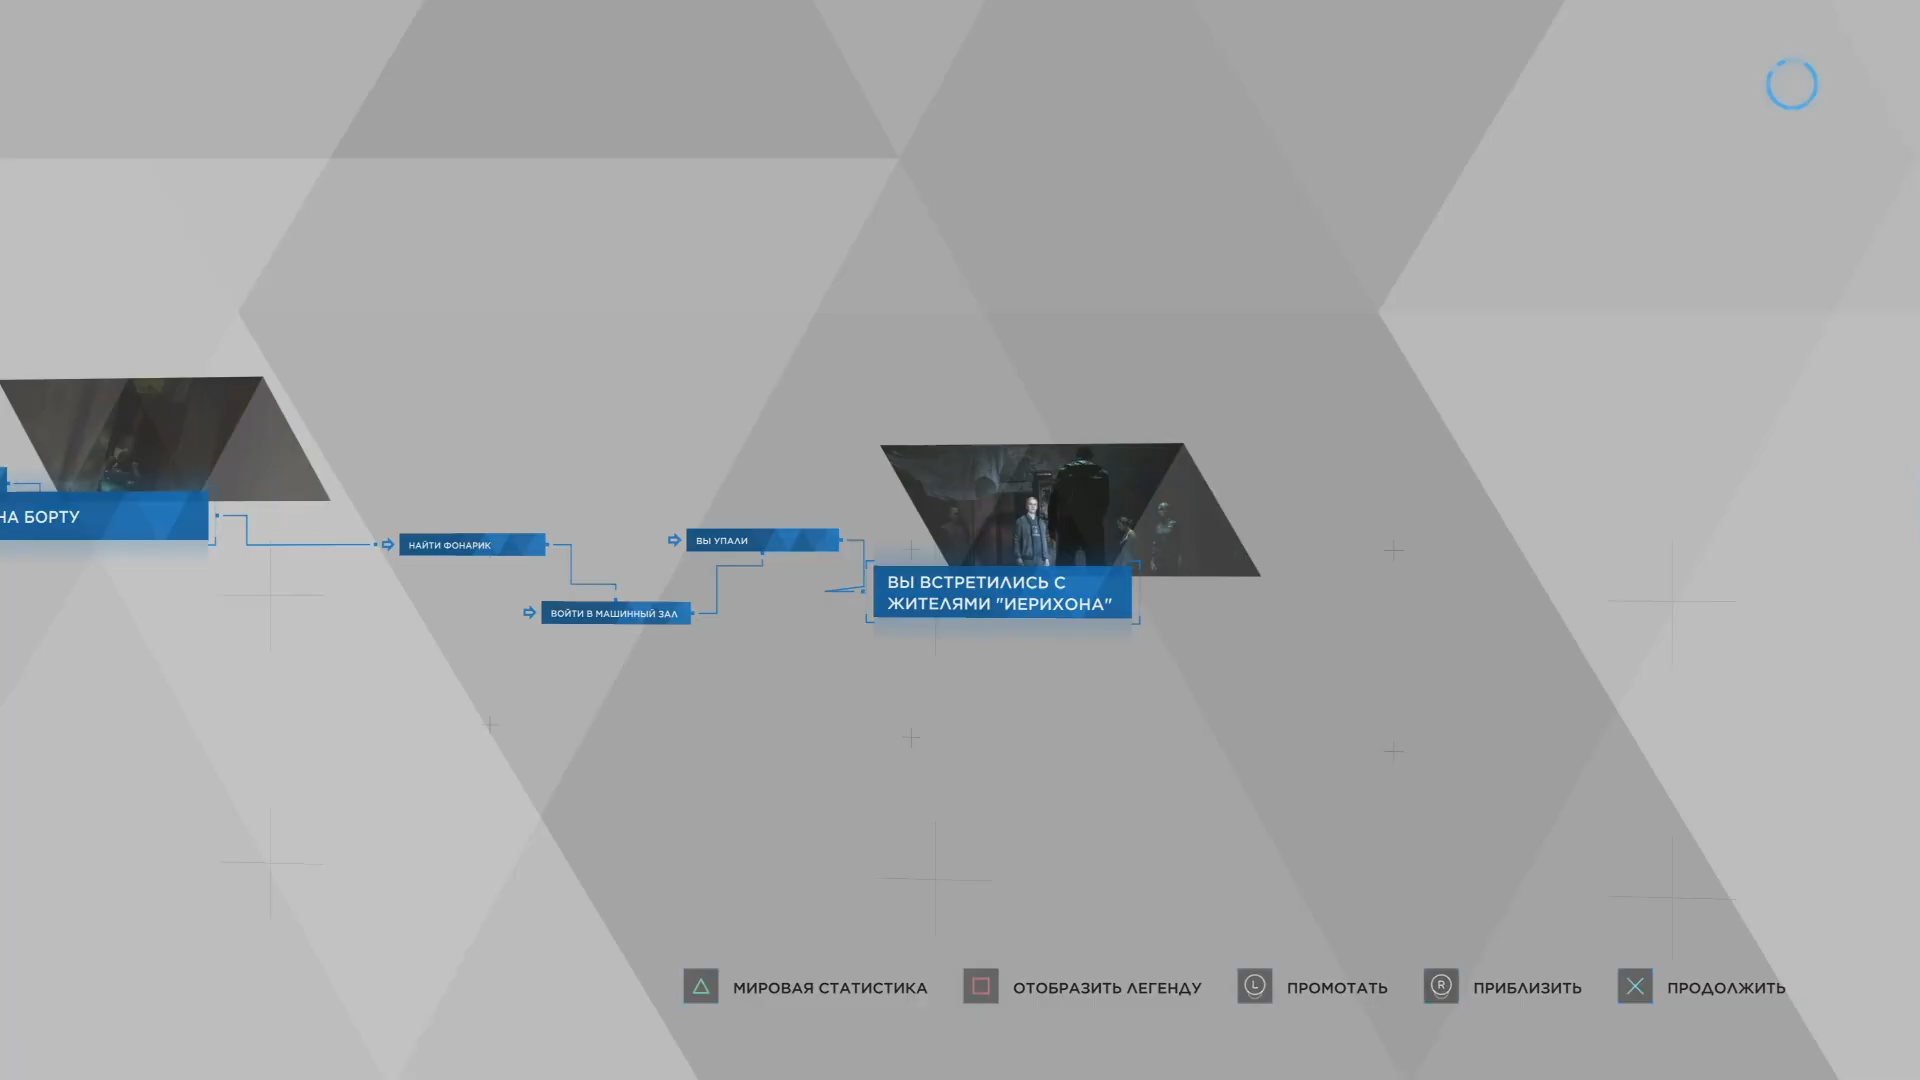 НА БОРТУ
НАЙТИ ФОНАРИК
ВОЙТИ В МАШИННЫЙ ЗАЛ
ВЫ УПАЛИ
ВЫ ВСТРЕТИЛИСЬ С
ЖИТЕЛЯМИ "ИЕРИХОНА"
МИРОВАЯ СТАТИСТИКА
ОТОБРАЗИТЬ ЛЕГЕНДУ
L
ПРОМОТАТЬ
R
ПРИБЛИЗИТЬ
ПРОДОЛЖИТЬ